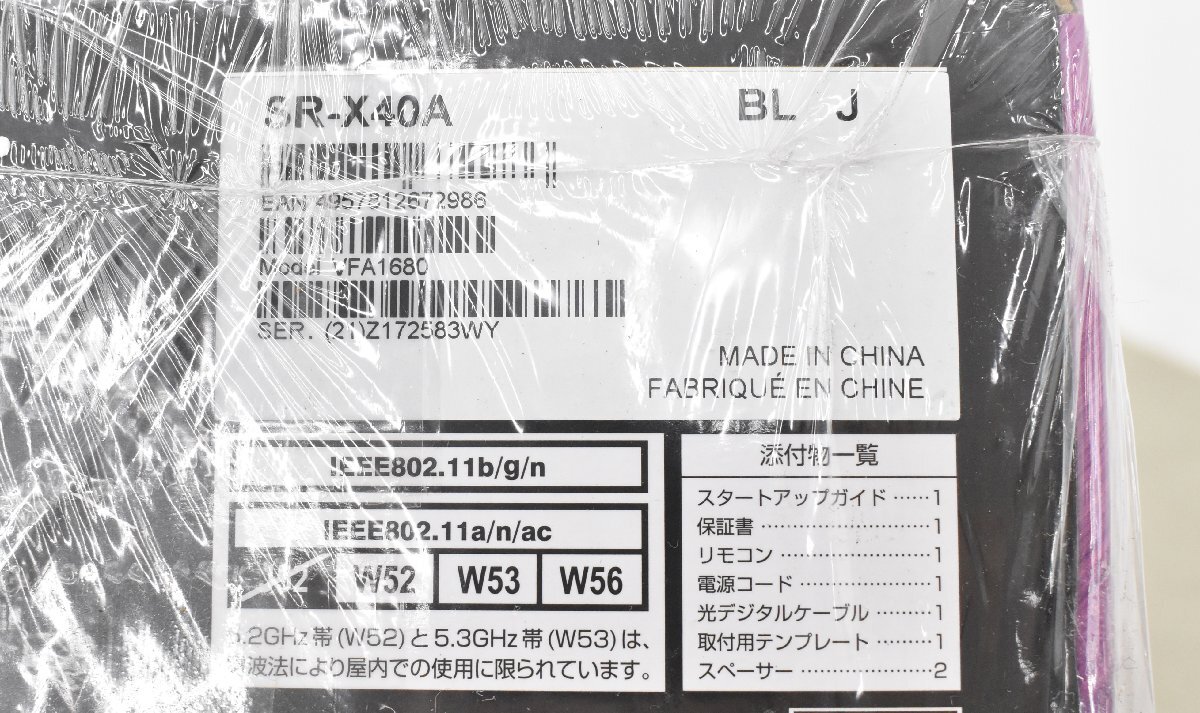 SR-X40A
BL J
EAN 4957812672986
Model VFA1680
SER. (21)Z172583WY
MADE IN CHINA
FABRIQUÉ EN CHINE
IEEE802.11b/g/n
IEEE802.11a/n/ac
W52 W53 W56
5.2GHz帯(W52)と5.3GHz帯(W53)は、
電波法により屋内での使用に限られています。
添付物一覧
スタートアップガイド ……1
保証書 ……………………1
リモコン …………………1
電源コード ………………1
光デジタルケーブル ………1
取付用テンプレート ………1
スペーサー …………………2